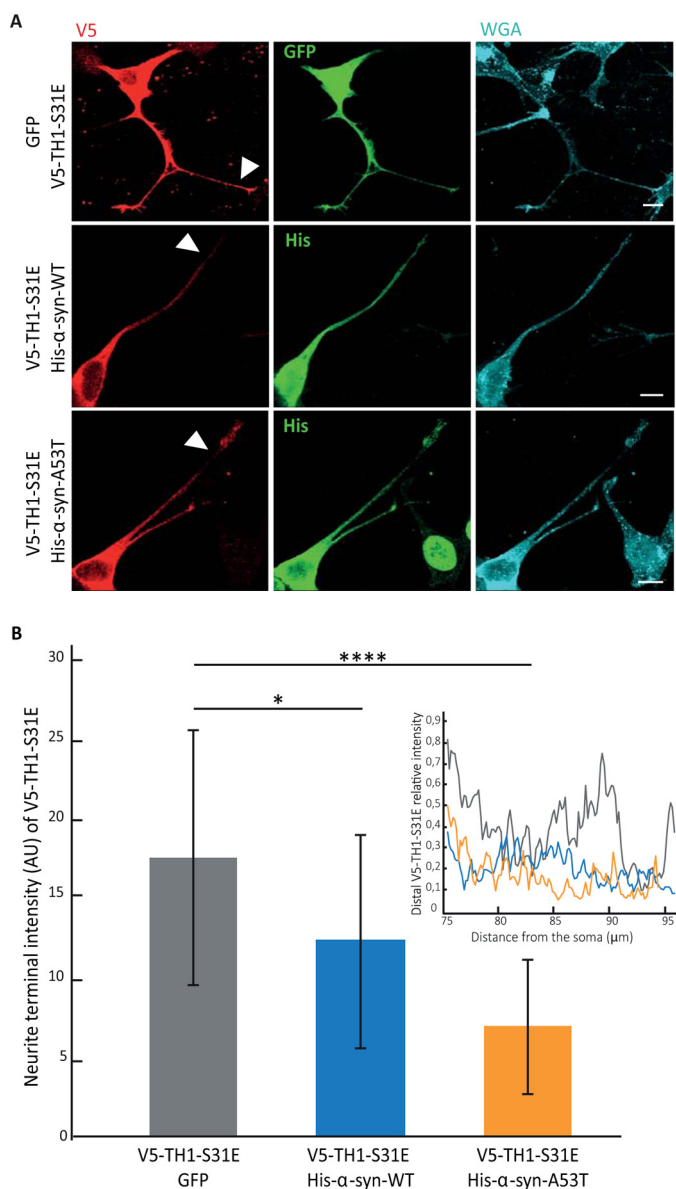 A
V5
WGA
GFP
GFP
V5-TH1-S31E
His
V5-TH1-S31E
His-α-syn-WT
His
V5-TH1-S31E
His-α-syn-A53T
B
Neurite terminal intensity (AU) of V5-TH1-S31E
30
25
20
15
10
5
0
****
*
Distal V5-TH1-S31E relative intensity
0,9
0,8
0,7
0,6
0,5
0,4
0,3
0,2
0,1
0
75 80 85 90 95
Distance from the soma (μm)
V5-TH1-S31E
GFP
V5-TH1-S31E
His-α-syn-WT
V5-TH1-S31E
His-α-syn-A53T